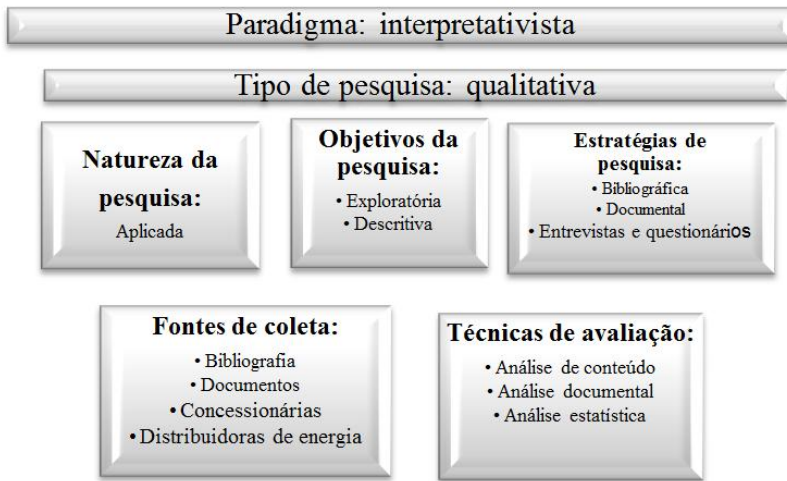 Paradigma: interpretativista
Tipo de pesquisa: qualitativa
Natureza da
pesquisa:
Aplicada
Objetivos da
pesquisa:
• Exploratória
• Descritiva
Estratégias de
pesquisa:
• Bibliográfica
• Documental
• Entrevistas e questionários
Fontes de coleta:
• Bibliografia
• Documentos
• Concessionárias
• Distribuidoras de energia
Técnicas de avaliação:
• Análise de conteúdo
• Análise documental
• Análise estatística